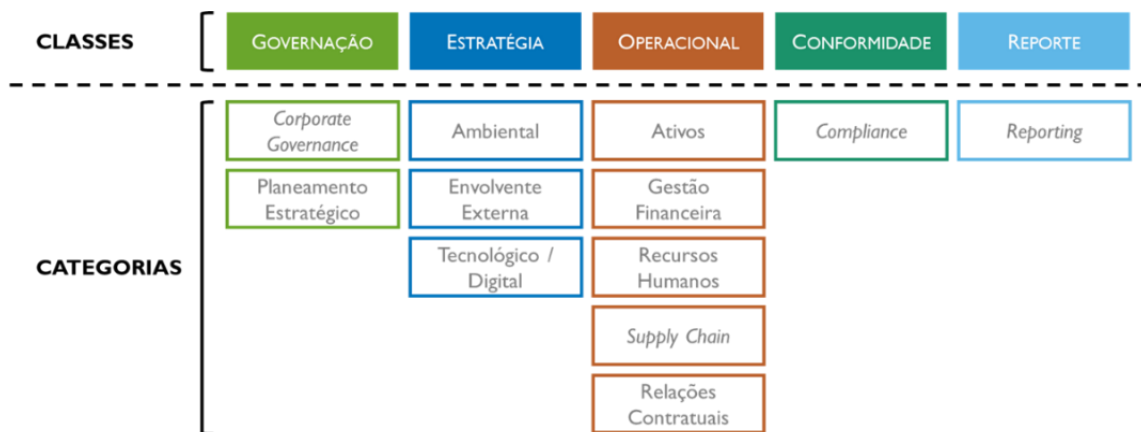 CLASSES
GOVERNAÇÃO
ESTRATÉGIA
OPERACIONAL
CONFORMIDADE
REPORTE
CATEGORIAS
Corporate
Governance
Ambiental
Ativos
Compliance
Reporting
Planeamento
Estratégico
Envolvente
Externa
Gestão
Financeira
Tecnológico /
Digital
Recursos
Humanos
Supply Chain
Relações
Contratuais